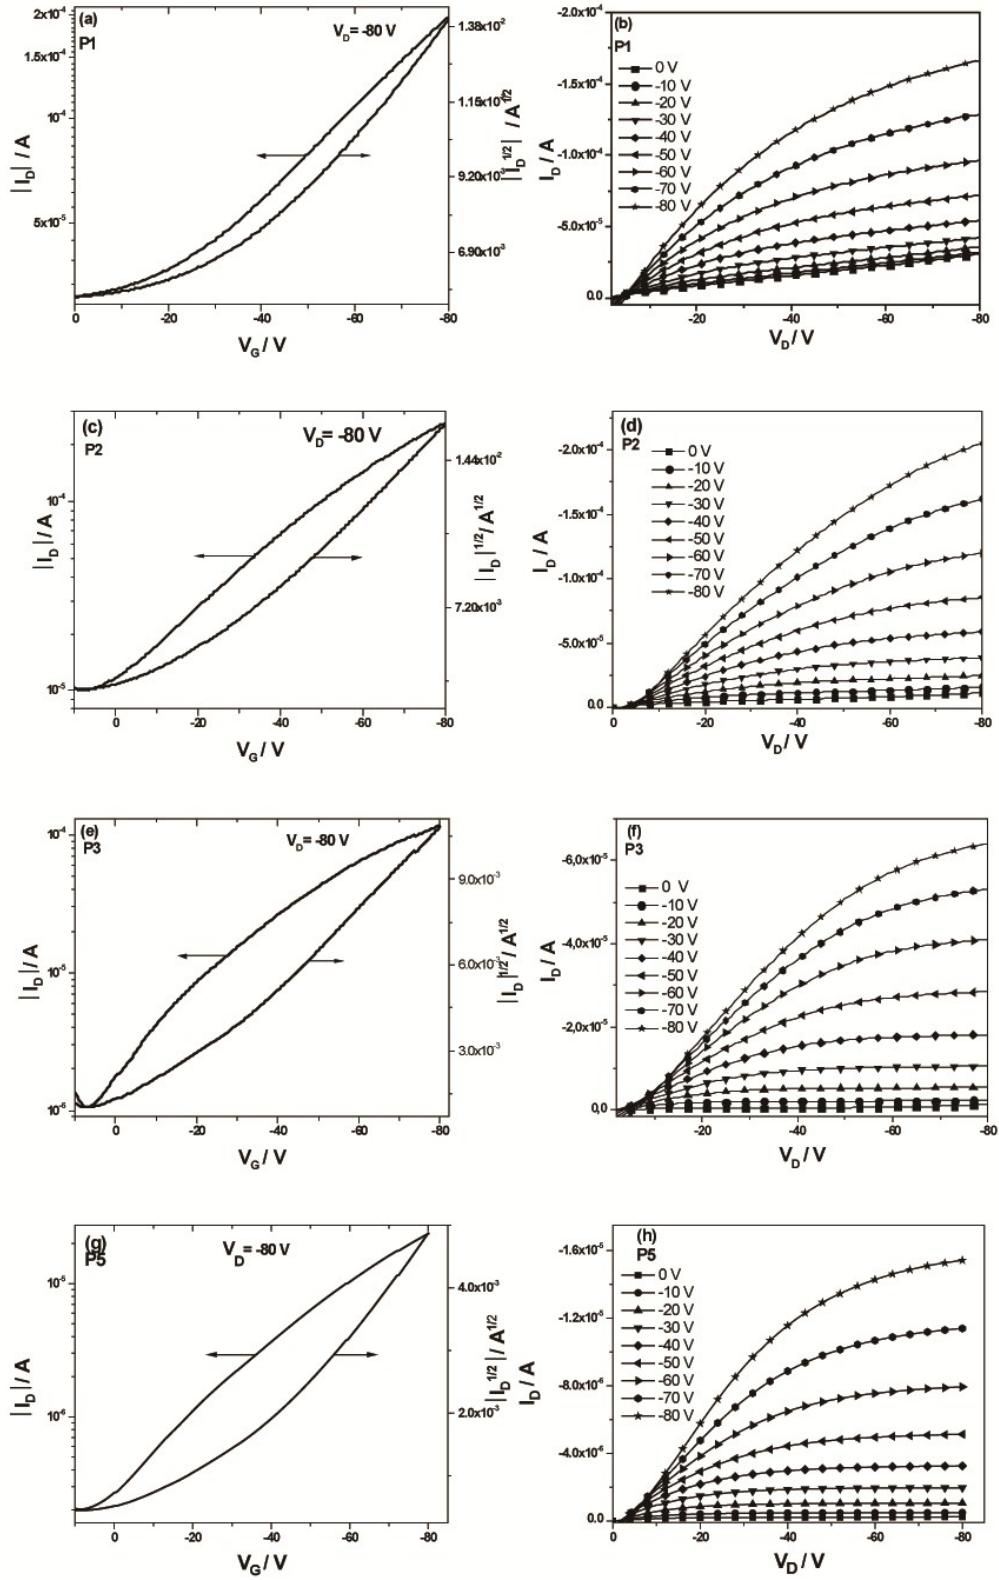 (a)
P1
V_D = -80 V
2x10^-4
1.5x10^-4
10^-4
5x10^-5
1.38x10^-2
1.15x10^-2
9.20x10^-3
6.90x10^-3
|I_D| / A
|I_D^1/2| / A^1/2
0 -20 -40 -60 -80
V_G / V
(b)
P1
-2.0x10^-4
-1.5x10^-4
-1.0x10^-4
-5.0x10^-5
0.0
I_D / A
0 V
-10 V
-20 V
-30 V
-40 V
-50 V
-60 V
-70 V
-80 V
-20 -40 -60 -80
V_D / V
(c)
P2
V_D = -80 V
10^-4
10^-5
1.44x10^-2
7.20x10^-3
|I_D| / A
|I_D|^1/2 / A^1/2
0 -20 -40 -60 -80
V_G / V
(d)
P2
-2.0x10^-4
-1.5x10^-4
-1.0x10^-4
-5.0x10^-5
0.0
I_D / A
0 V
-10 V
-20 V
-30 V
-40 V
-50 V
-60 V
-70 V
-80 V
0 -20 -40 -60 -80
V_D / V
(e)
P3
V_D = -80 V
10^-4
10^-5
10^-6
9.0x10^-3
6.0x10^-3
3.0x10^-3
|I_D| / A
|I_D|^1/2 / A^1/2
0 -20 -40 -60 -80
V_G / V
(f)
P3
-6,0x10^-5
-4,0x10^-5
-2,0x10^-5
0,0
I_D / A
0 V
-10 V
-20 V
-30 V
-40 V
-50 V
-60 V
-70 V
-80 V
-20 -40 -60 -80
V_D / V
(g)
P5
V_D = -80 V
10^-5
10^-6
4.0x10^-3
2.0x10^-3
|I_D| / A
|I_D^1/2| / A^1/2
0 -20 -40 -60 -80
V_G / V
(h)
P5
-1.6x10^-5
-1.2x10^-5
-8.0x10^-6
-4.0x10^-6
0.0
I_D / A
0 V
-10 V
-20 V
-30 V
-40 V
-50 V
-60 V
-70 V
-80 V
0 -20 -40 -60 -80
V_D / V